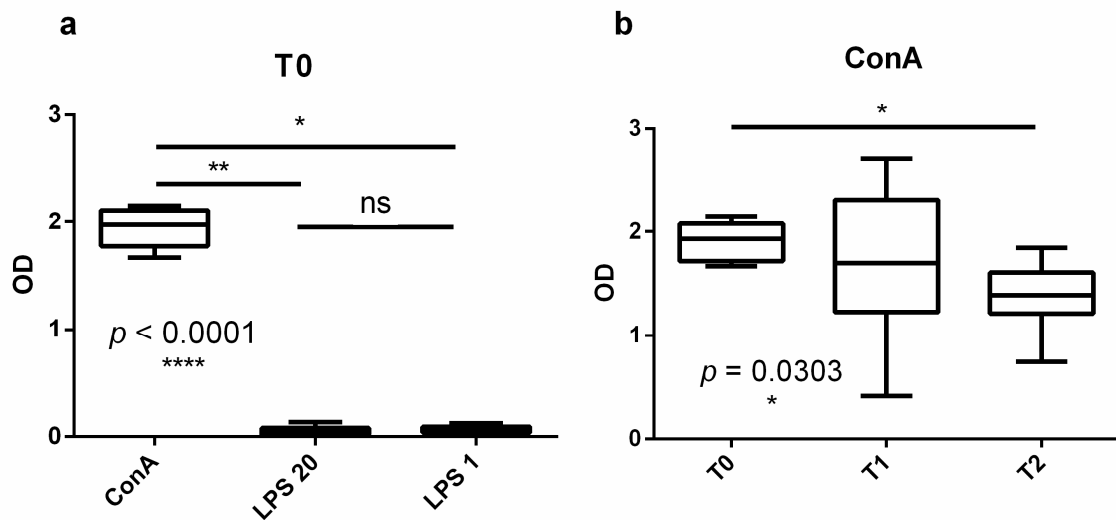 a
T0
3
2
1
0
OD
*
**
ns
p < 0.0001
****
ConA
LPS 20
LPS 1
b
ConA
3
2
1
0
OD
*
p = 0.0303
*
T0
T1
T2